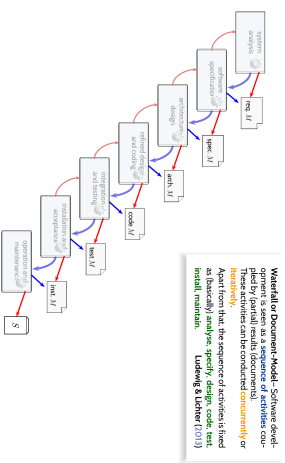 system
analysis
req. M
software
specification
spec. M
architecture
design
arch. M
refined design
and coding
code M
integration
and testing
test M
installation and
acceptance
inst. M
operation and
maintenance
S
Waterfall or Document-Model– Software devel-
opment is seen as a sequence of activities cou-
pled by (partial) results (documents).
These activities can be conducted concurrently or
iteratively.
Apart from that, the sequence of activities is fixed
as (basically) analyse, specify, design, code, test,
install, maintain. Ludewig & Lichter (2013)